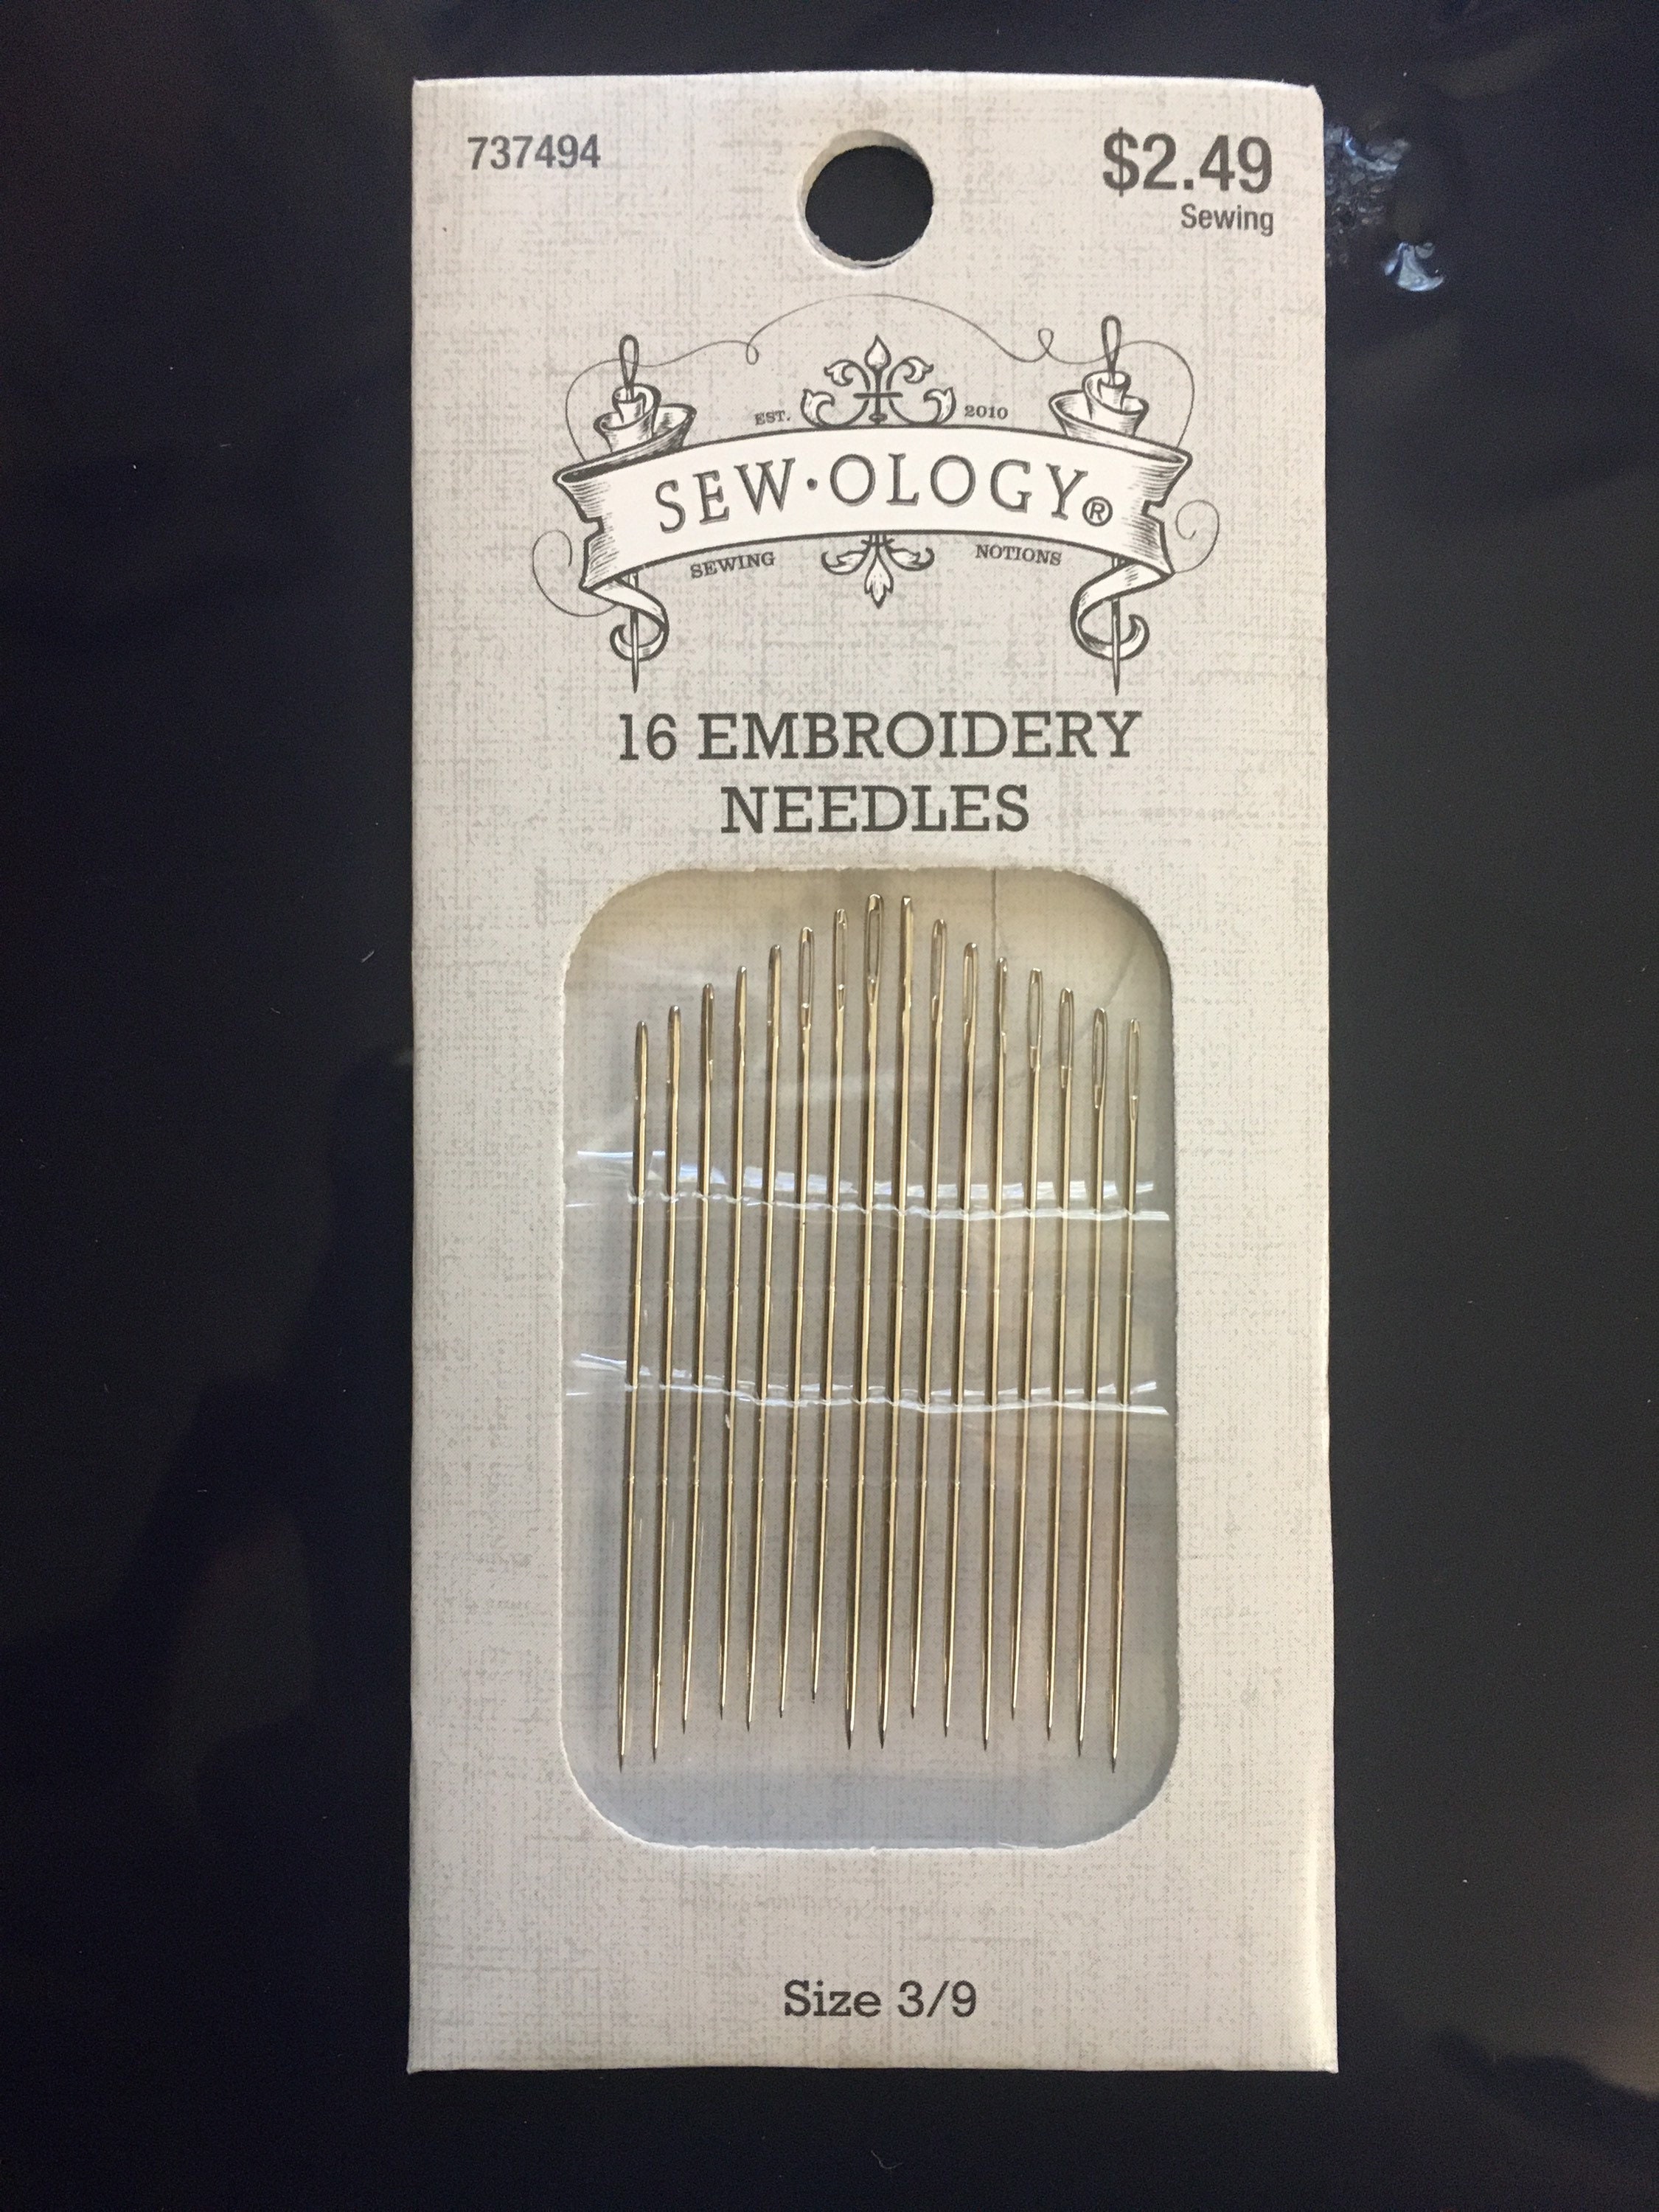 737494
$2.49
Sewing
EST. 2010
SEW·OLOGY®
SEWING NOTIONS
16 EMBROIDERY
NEEDLES
Size 3/9